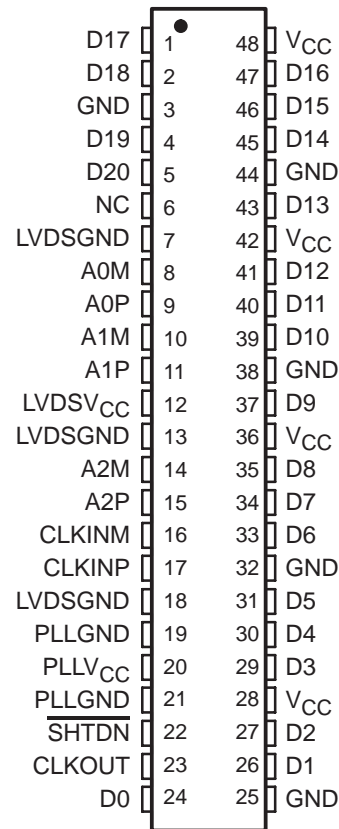 D17 1 48 VCC
D18 2 47 D16
GND 3 46 D15
D19 4 45 D14
D20 5 44 GND
NC 6 43 D13
LVDSGND 7 42 VCC
A0M 8 41 D12
A0P 9 40 D11
A1M 10 39 D10
A1P 11 38 GND
LVDSVCC 12 37 D9
LVDSGND 13 36 VCC
A2M 14 35 D8
A2P 15 34 D7
CLKINM 16 33 D6
CLKINP 17 32 GND
LVDSGND 18 31 D5
PLLGND 19 30 D4
PLLVCC 20 29 D3
PLLGND 21 28 VCC
SHTDN 22 27 D2
CLKOUT 23 26 D1
D0 24 25 GND